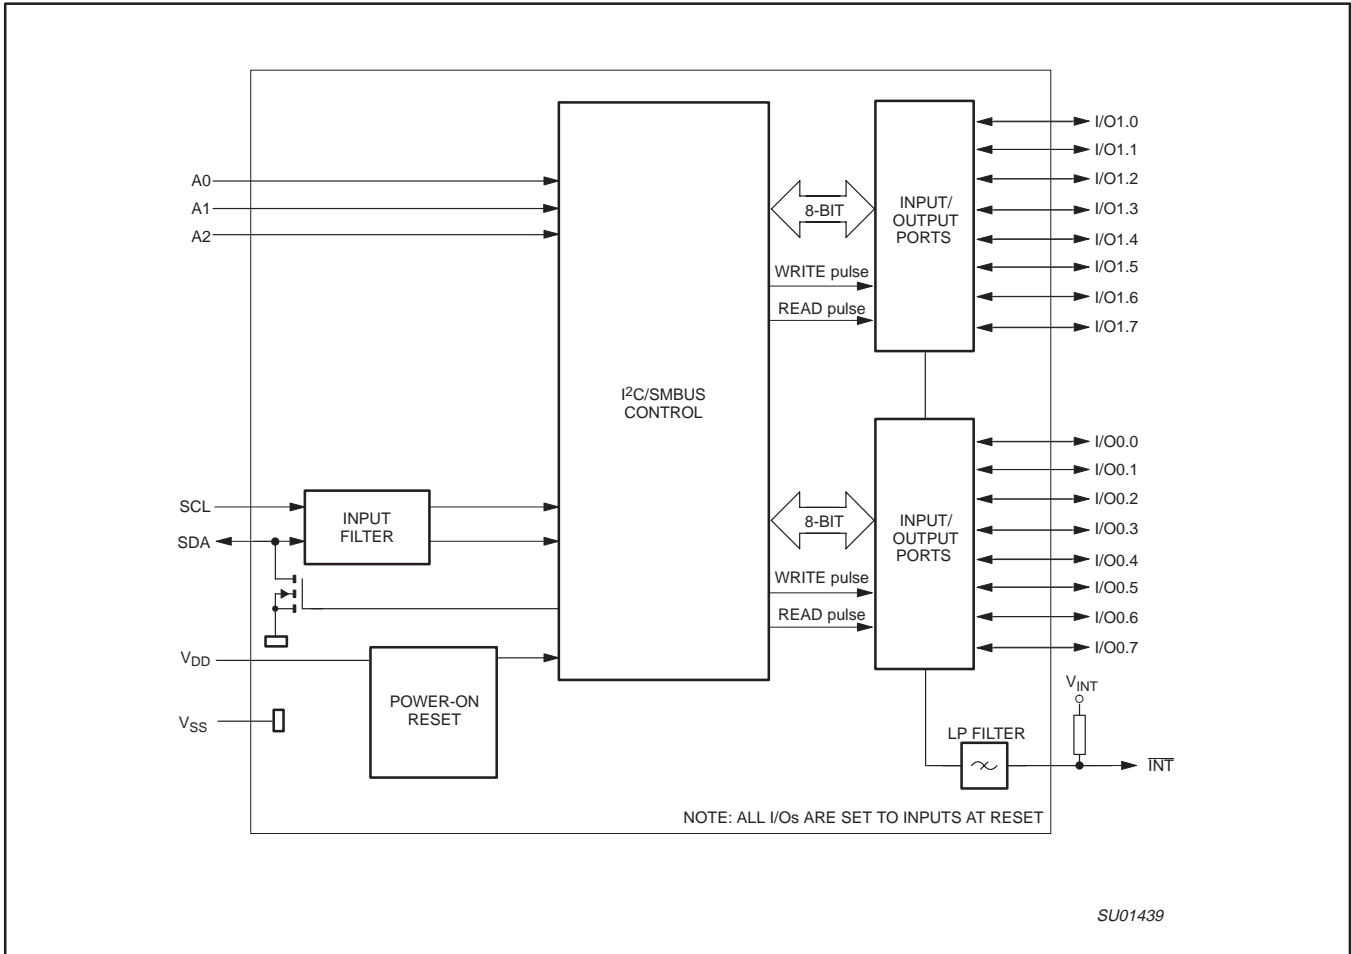 A0
A1
A2
SCL
SDA
VDD
VSS
INPUT
FILTER
POWER-ON
RESET
I2C/SMBUS
CONTROL
8-BIT
WRITE pulse
READ pulse
INPUT/
OUTPUT
PORTS
I/O1.0
I/O1.1
I/O1.2
I/O1.3
I/O1.4
I/O1.5
I/O1.6
I/O1.7
8-BIT
WRITE pulse
READ pulse
INPUT/
OUTPUT
PORTS
I/O0.0
I/O0.1
I/O0.2
I/O0.3
I/O0.4
I/O0.5
I/O0.6
I/O0.7
VINT
LP FILTER
INT
NOTE: ALL I/Os ARE SET TO INPUTS AT RESET
SU01439